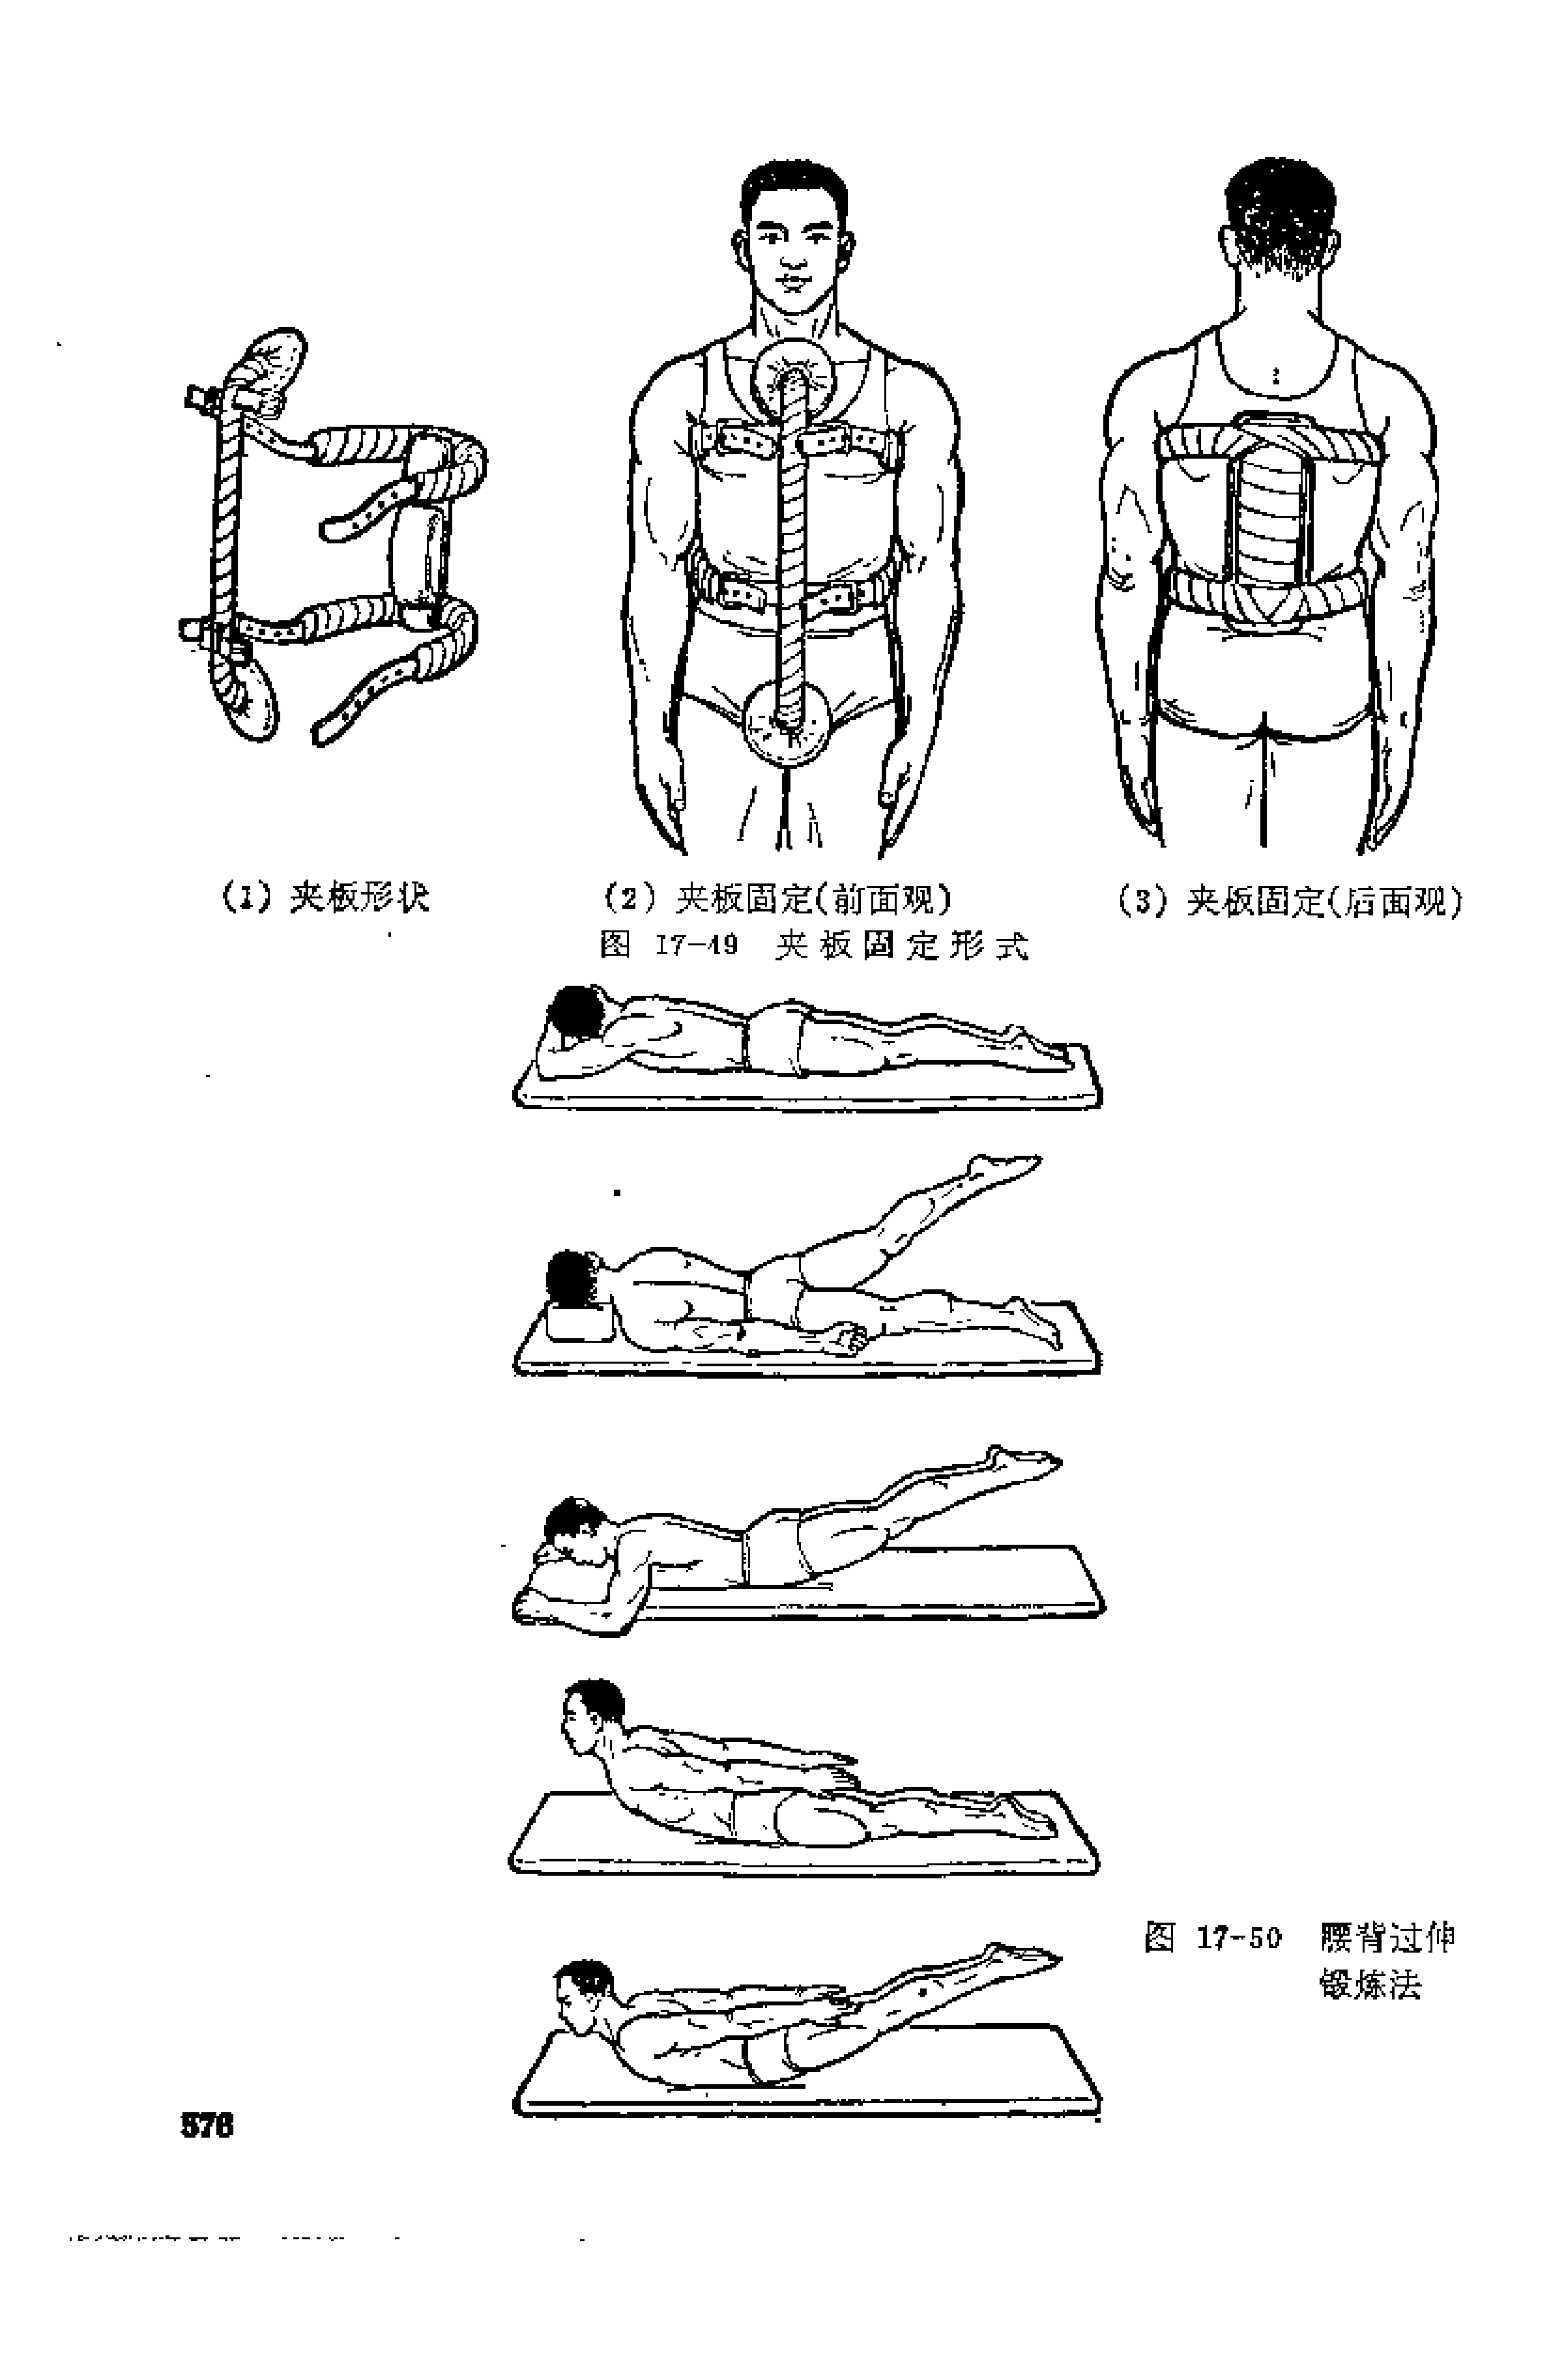 (1) 夹板形状
(2) 夹板固定(前面观)
(3) 夹板固定(后面观)
图 17-49 夹板固定形式
图 17-50 腰背过伸
锻炼法
576